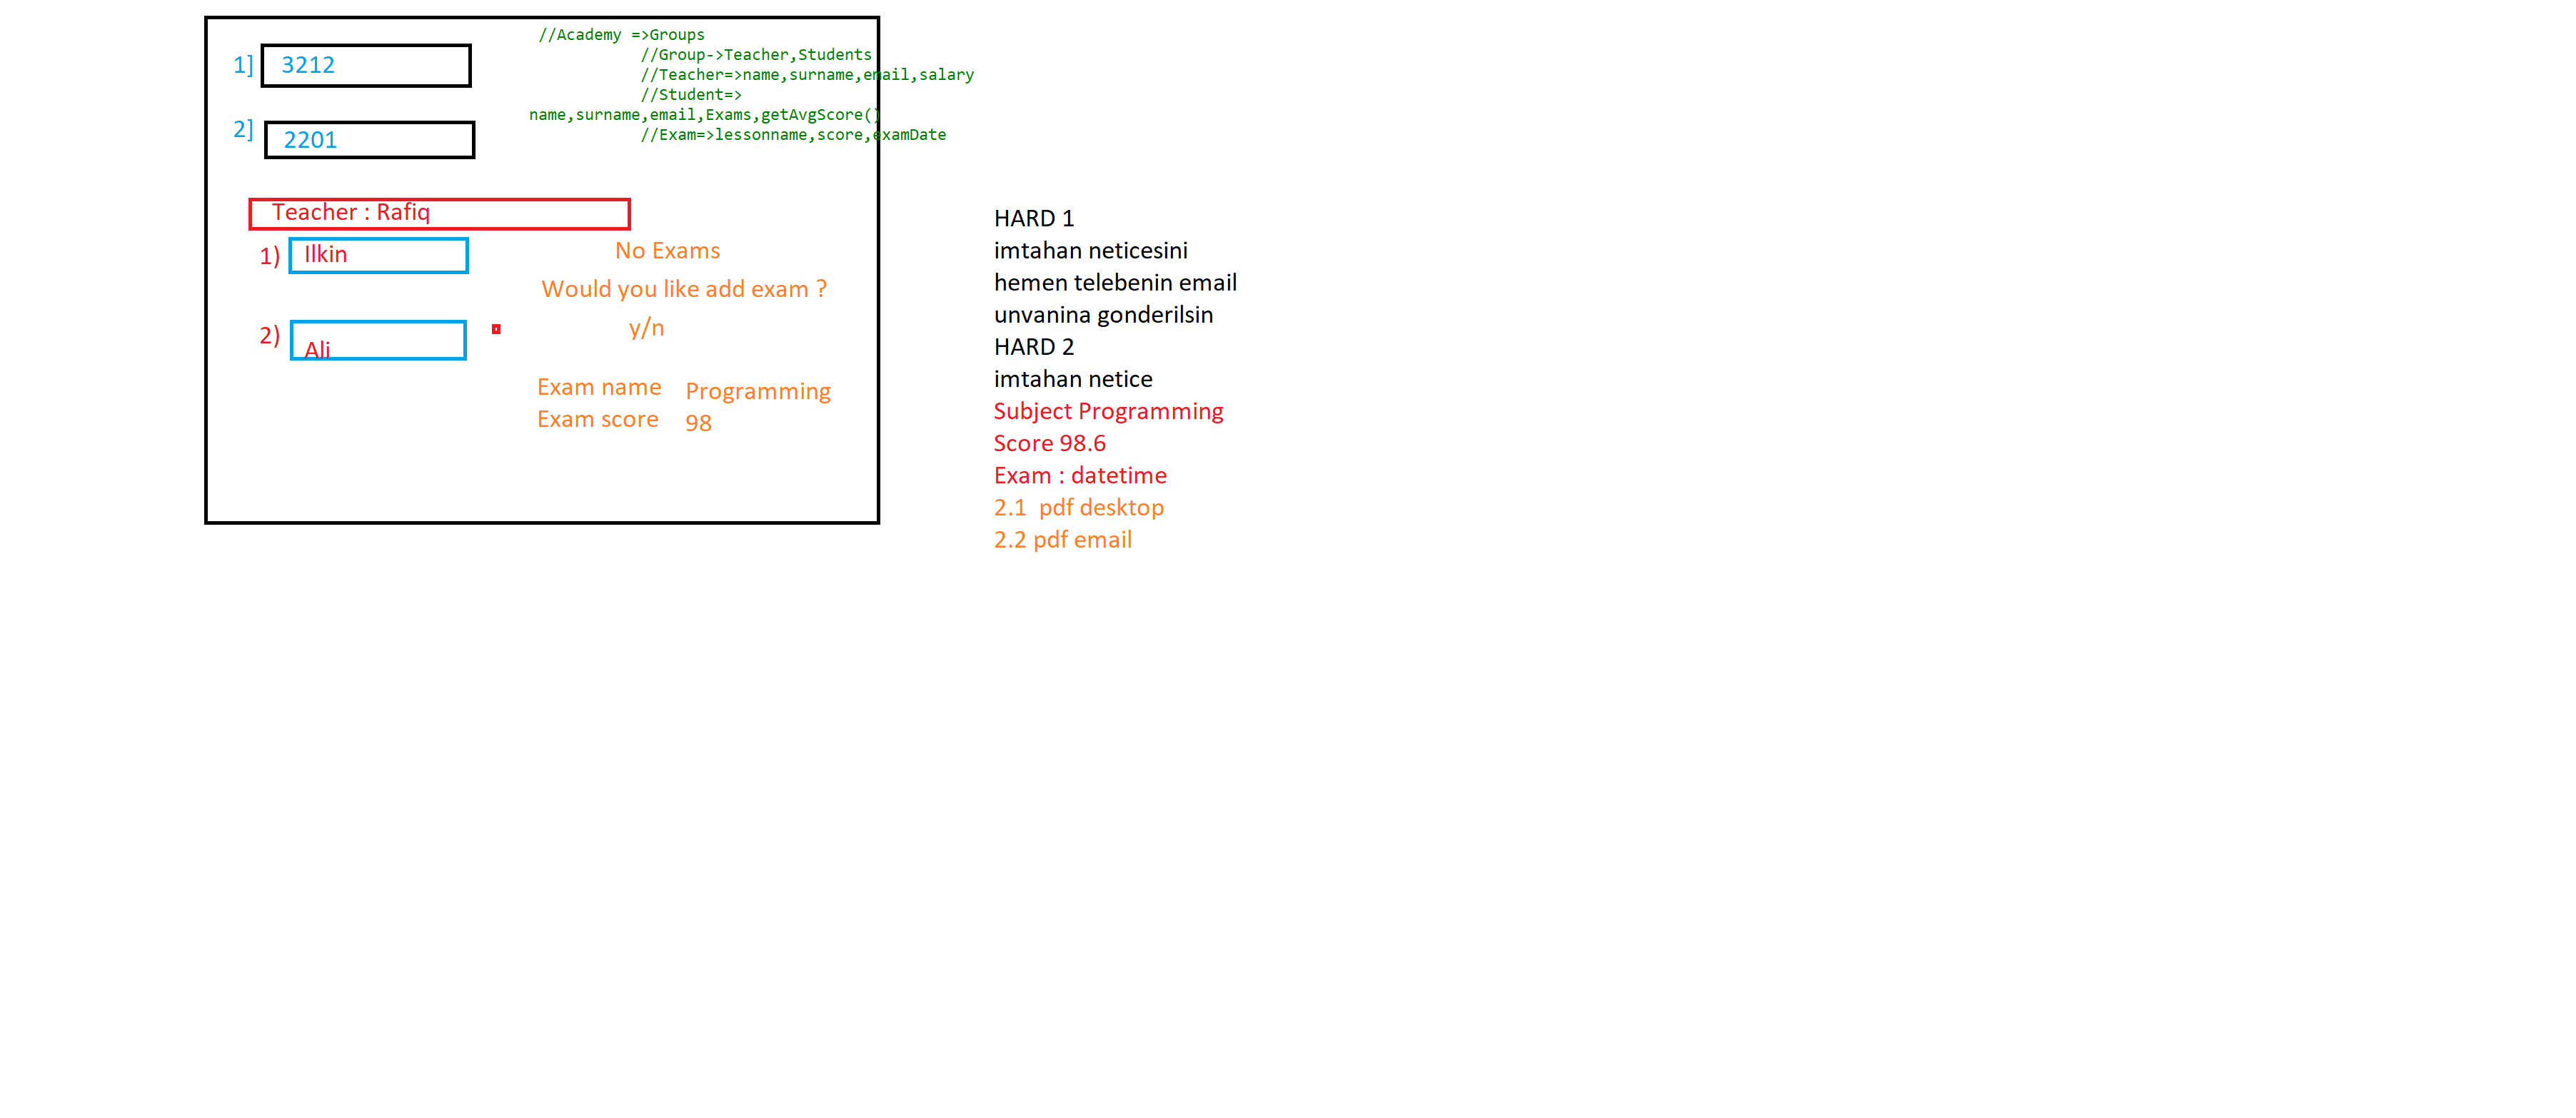 //Academy =>Groups
//Group->Teacher,Students
//Teacher=>name,surname,email,salary
//Student=>
name,surname,email,Exams,getAvgScore()
//Exam=>lessonname,score,examDate
1] 3212
2] 2201
Teacher : Rafiq
1) Ilkin
2) Ali
No Exams
Would you like add exam ?
y/n
Exam name Programming
Exam score 98
HARD 1
imtahan neticesini
hemen telebenin email
unvanina gonderilsin
HARD 2
imtahan netice
Subject Programming
Score 98.6
Exam : datetime
2.1 pdf desktop
2.2 pdf email